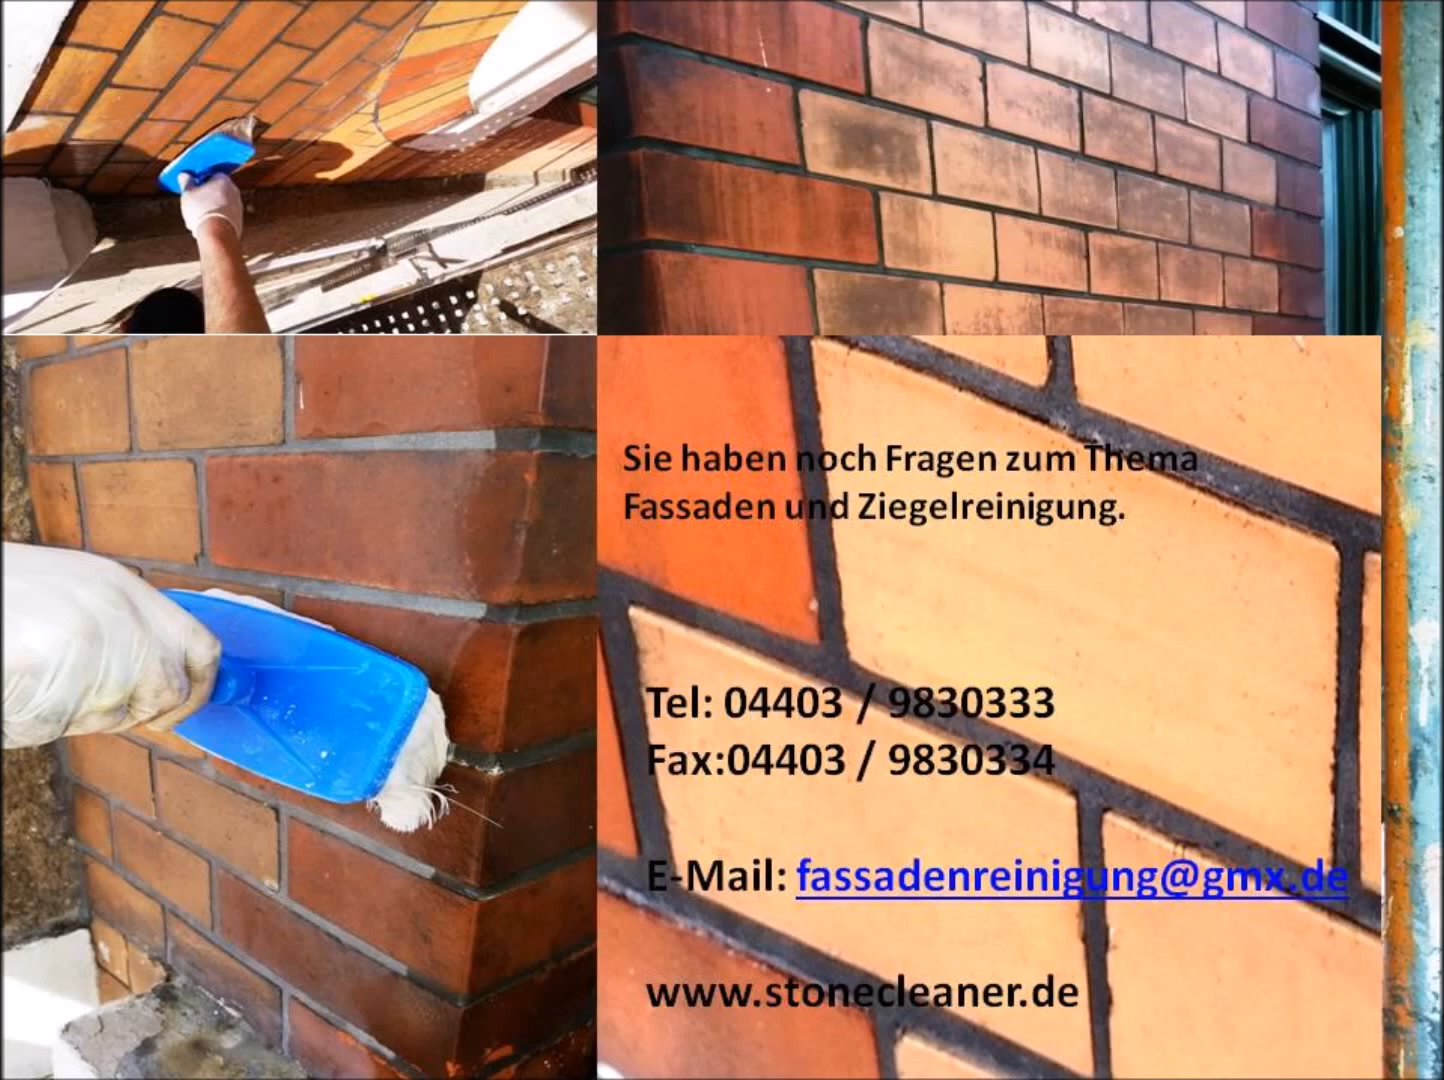 Sie haben noch Fragen zum Thema
Fassaden und Ziegelreinigung.
Tel: 04403 / 9830333
Fax:04403 / 9830334
E-Mail: fassadenreinigung@gmx.de
www.stonecleaner.de